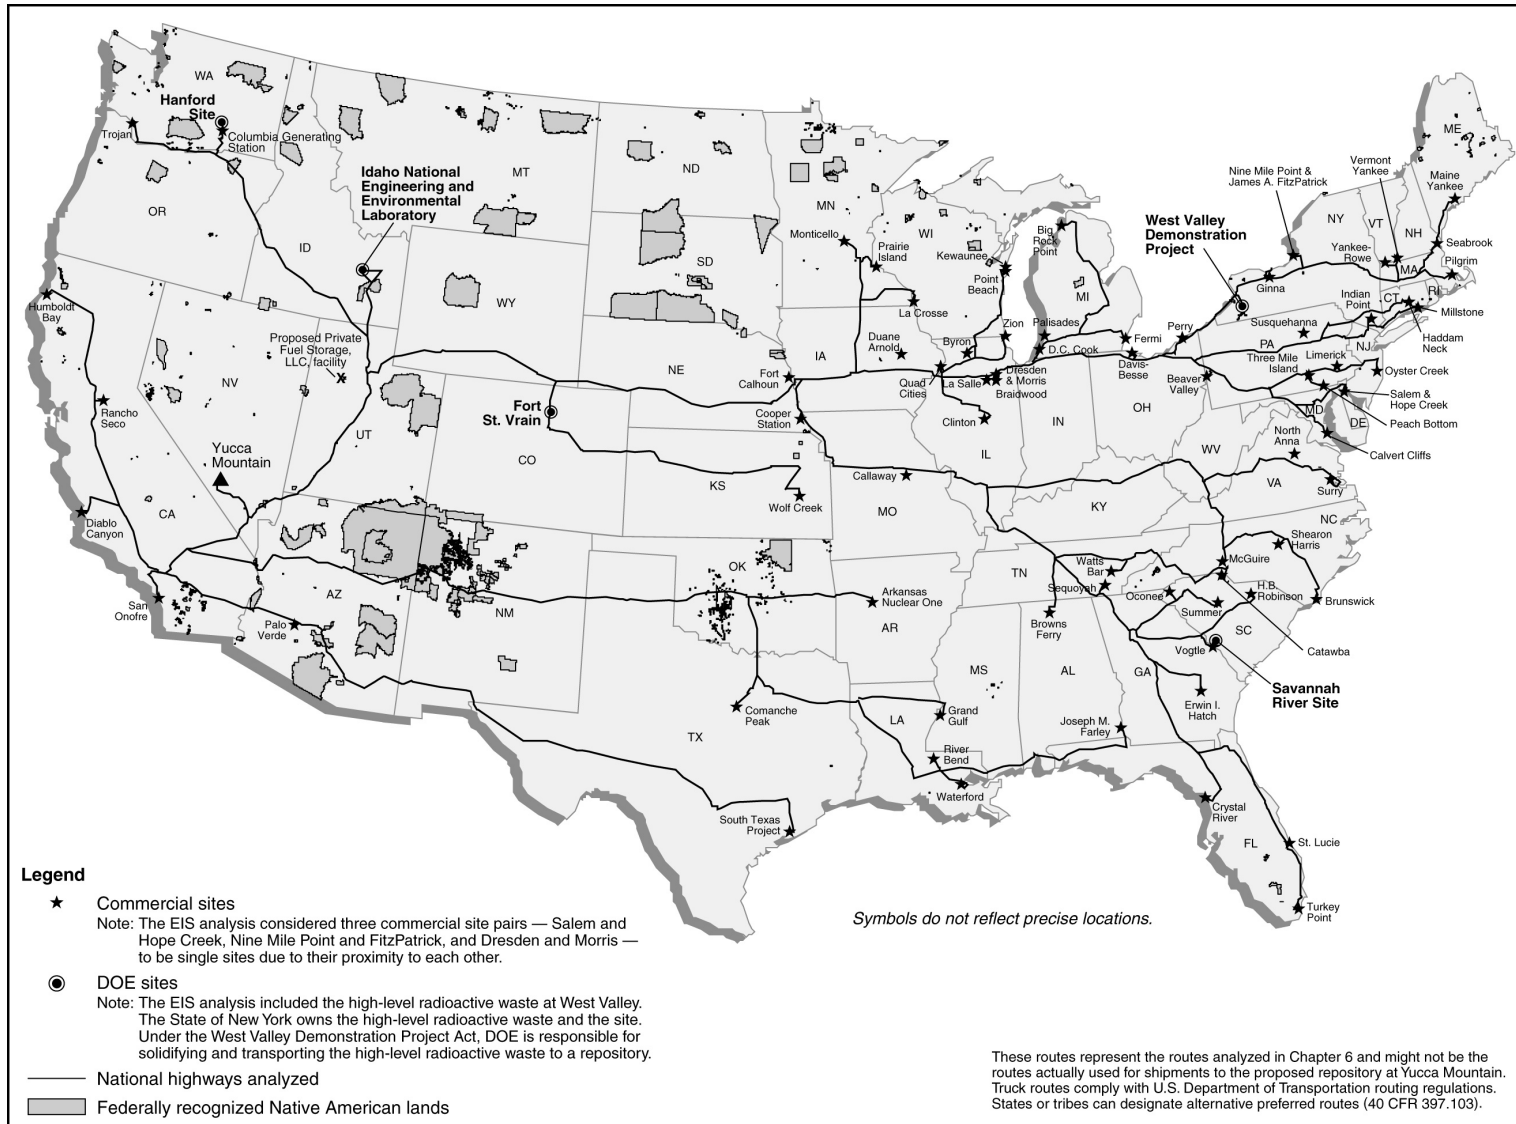 WA
Hanford
Site
Trojan
Columbia Generating
Station
Idaho National
Engineering and
Environmental
Laboratory
MT
ND
OR
ID
MN
Monticello
Prairie
Island
WI
Kewaunee
Point
Beach
Big
Rock
Point
MI
Nine Mile Point &
James A. FitzPatrick
Vermont
Yankee
ME
Maine
Yankee
West Valley
Demonstration
Project
NY
VT
NH
Yankee-
Rowe
Seabrook
MA
Pilgrim
Ginna
Indian
Point
CT
RI
Millstone
Haddam
Neck
Susquehanna
PA
NJ
Limerick
Three Mile
Island
Oyster Creek
Salem &
Hope Creek
Peach Bottom
MD
DE
Calvert Cliffs
SD
WY
Humboldt
Bay
Proposed Private
Fuel Storage,
LLC, facility
La Crosse
Zion
Palisades
Duane
Arnold
Byron
D.C. Cook
Fermi
Perry
Davis-
Besse
Beaver
Valley
IA
NE
Fort
Calhoun
Quad
Cities
La Salle
Dresden
& Morris
Braidwood
NV
Rancho
Seco
Fort
St. Vrain
Cooper
Station
Clinton
IN
OH
North
Anna
UT
Yucca
Mountain
CO
IL
WV
VA
Surry
KS
Callaway
Wolf Creek
MO
KY
NC
CA
Diablo
Canyon
Shearon
Harris
OK
TN
Watts
Bar
McGuire
Sequoyah
Oconee
H.B.
Robinson
Brunswick
Summer
AZ
NM
Arkansas
Nuclear One
San
Onofre
Palo
Verde
AR
Browns
Ferry
SC
Catawba
Vogtle
MS
AL
GA
Savannah
River Site
Erwin I.
Hatch
Comanche
Peak
TX
LA
Grand
Gulf
Joseph M.
Farley
River
Bend
Waterford
South Texas
Project
Crystal
River
FL
St. Lucie
Turkey
Point
Symbols do not reflect precise locations.
Legend
Commercial sites
Note: The EIS analysis considered three commercial site pairs — Salem and
Hope Creek, Nine Mile Point and FitzPatrick, and Dresden and Morris —
to be single sites due to their proximity to each other.
DOE sites
Note: The EIS analysis included the high-level radioactive waste at West Valley.
The State of New York owns the high-level radioactive waste and the site.
Under the West Valley Demonstration Project Act, DOE is responsible for
solidifying and transporting the high-level radioactive waste to a repository.
National highways analyzed
Federally recognized Native American lands
These routes represent the routes analyzed in Chapter 6 and might not be the
routes actually used for shipments to the proposed repository at Yucca Mountain.
Truck routes comply with U.S. Department of Transportation routing regulations.
States or tribes can designate alternative preferred routes (40 CFR 397.103).